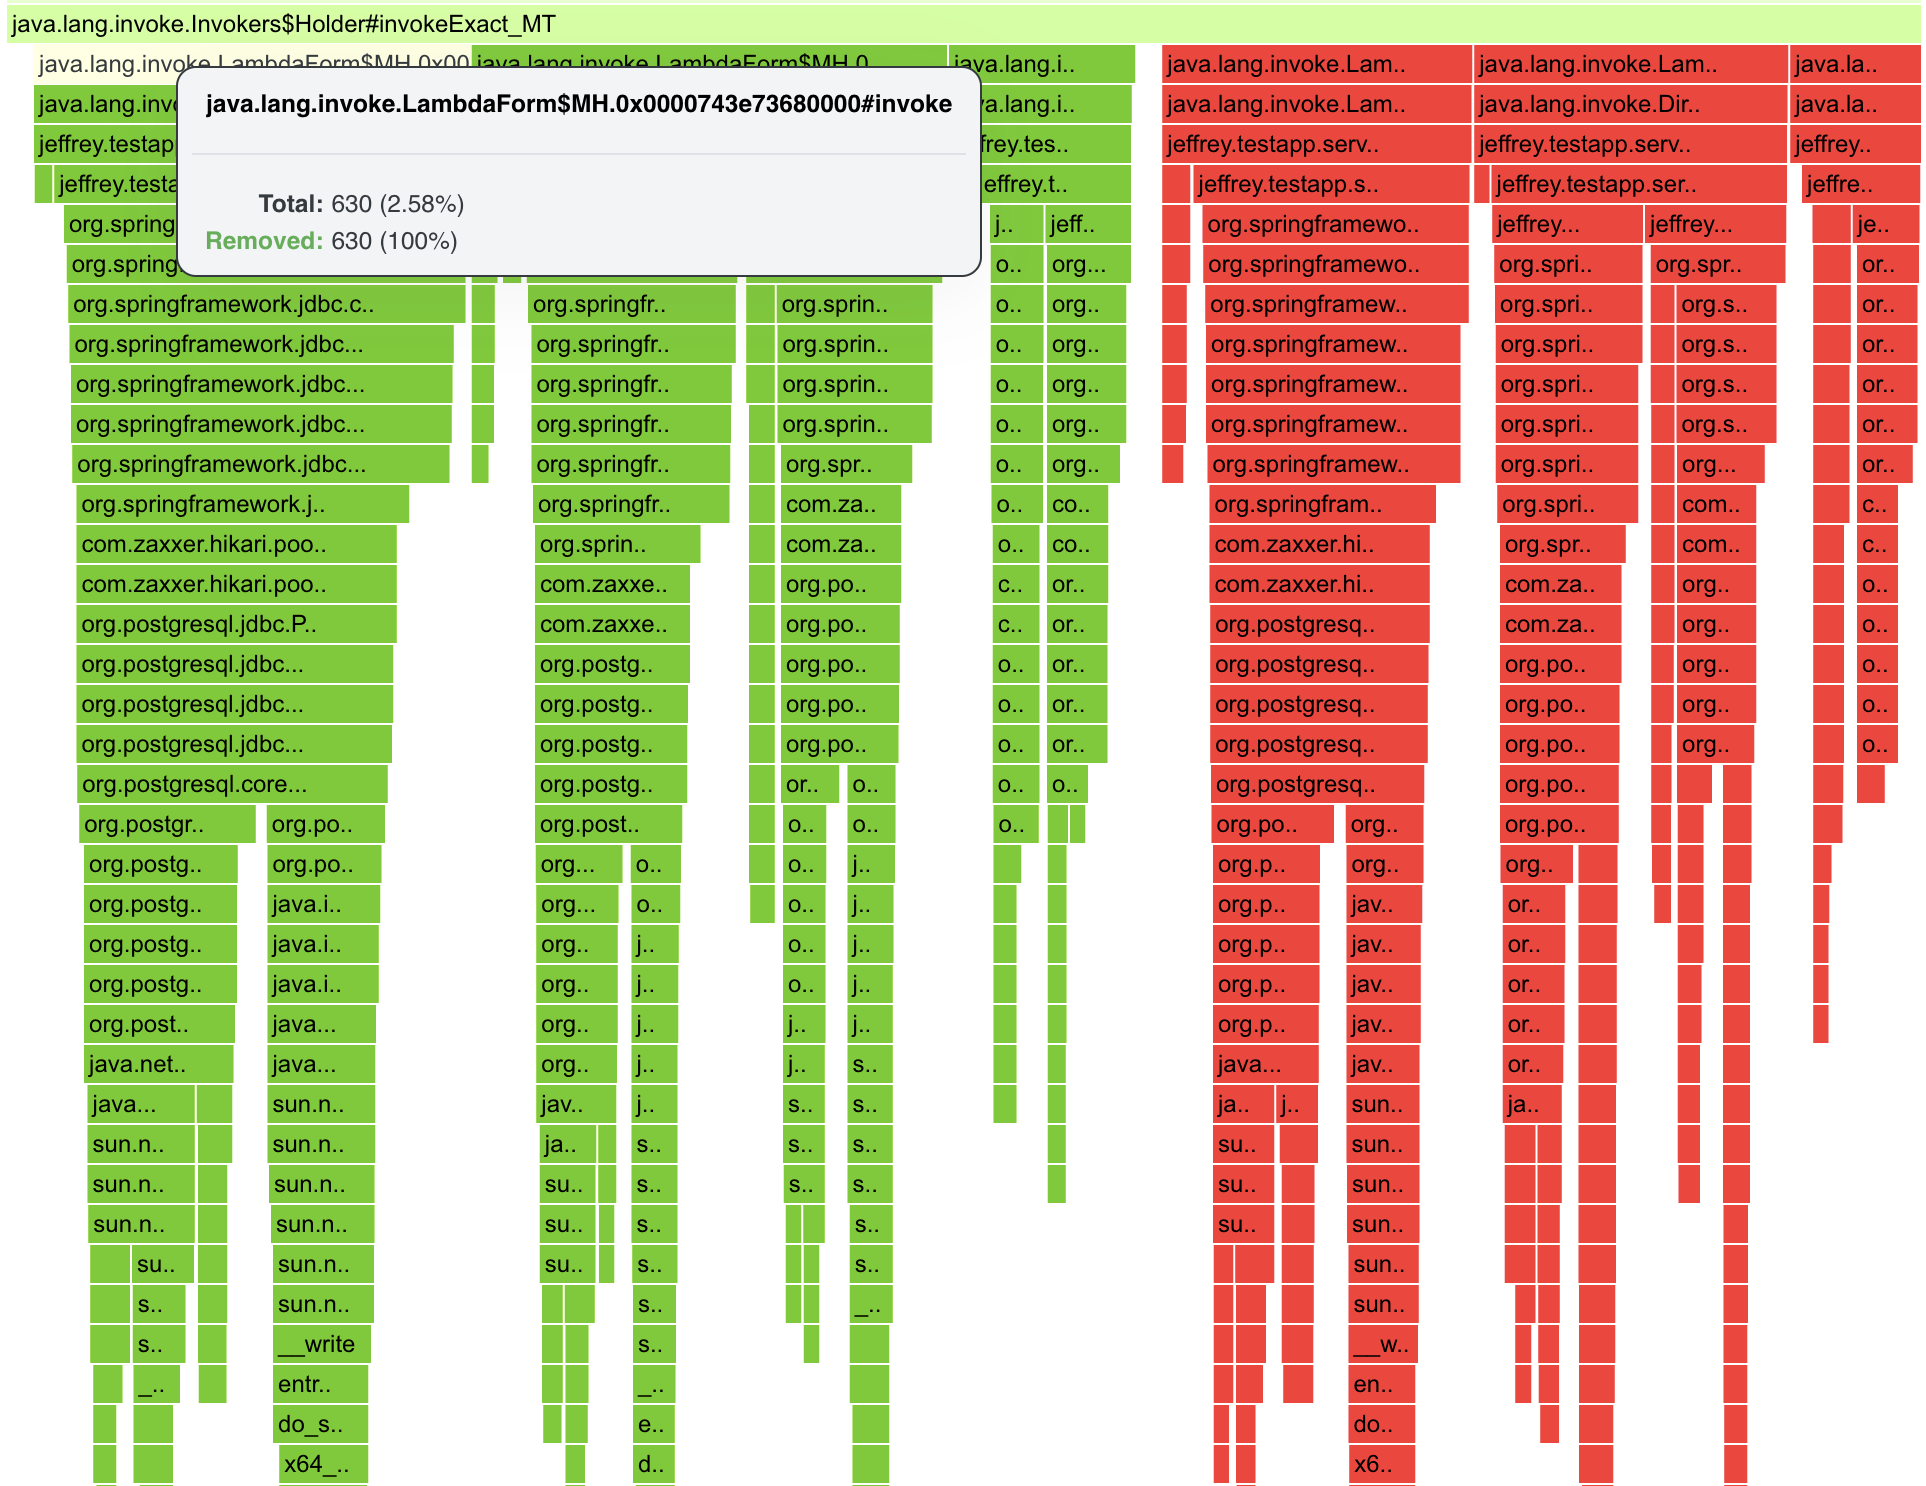 java.lang.invoke.Invokers$Holder#invokeExact_MT
java.lang.invoke.LambdaForm$MH.0x00 java.lang.invoke.LambdaForm$MH.0 java.lang.i.. java.lang.invoke.Lam.. java.lang.invoke.Lam.. java.la..
java.lang.invo java.lang.invoke.LambdaForm$MH.0x0000743e73680000#invoke va.lang.i.. java.lang.invoke.Lam.. java.lang.invoke.Dir.. java.la..
jeffrey.testap frey.tes.. jeffrey.testapp.serv.. jeffrey.testapp.serv.. jeffrey..
jeffrey.testa effrey.t.. jeffrey.testapp.s.. jeffrey.testapp.ser.. jeffre..
Total: 630 (2.58%)
org.spring j.. jeff.. org.springframewo.. jeffrey... jeffrey... je..
Removed: 630 (100%)
org.spring. o.. org... org.springframewo.. org.spri.. org.spr.. or..
org.springframework.jdbc.c.. org.springfr.. org.sprin.. o.. org.. org.springframew.. org.spri.. org.s.. or..
org.springframework.jdbc... org.springfr.. org.sprin.. o.. org.. org.springframew.. org.spri.. org.s.. or..
org.springframework.jdbc... org.springfr.. org.sprin.. o.. org.. org.springframew.. org.spri.. org.s.. or..
org.springframework.jdbc... org.springfr.. org.sprin.. o.. org.. org.springframew.. org.spri.. org.s.. or..
org.springframework.jdbc... org.springfr.. org.spr.. o.. org.. org.springframew.. org.spri.. org... or..
org.springframework.j.. org.springfr.. com.za.. o.. co.. org.springfram.. org.spri.. com.. c..
com.zaxxer.hikari.poo.. org.sprin.. com.za.. o.. co.. com.zaxxer.hi.. org.spr.. com.. c..
com.zaxxer.hikari.poo.. com.zaxxe.. org.po.. c.. or.. com.zaxxer.hi.. com.za.. org.. o..
org.postgresql.jdbc.P.. com.zaxxe.. org.po.. c.. or.. org.postgresq.. com.za.. org.. o..
org.postgresql.jdbc... org.postg.. org.po.. o.. or.. org.postgresq.. org.po.. org.. o..
org.postgresql.jdbc... org.postg.. org.po.. o.. or.. org.postgresq.. org.po.. org.. o..
org.postgresql.jdbc... org.postg.. org.po.. o.. or.. org.postgresq.. org.po.. org.. o..
org.postgresql.core... org.postg.. or.. o.. o.. o.. org.postgresq.. org.po..
org.postgr.. org.po.. org.post.. o.. o.. o.. org.po.. org.. org.po..
org.postg.. org.po.. org... o.. o.. j.. org.p.. org.. org..
org.postg.. java.i.. org... o.. o.. j.. org.p.. jav.. or..
org.postg.. java.i.. org.. j.. o.. j.. org.p.. jav.. or..
org.postg.. java.i.. org.. j.. o.. j.. org.p.. jav.. or..
org.post.. java... org.. j.. j.. j.. org.p.. jav.. or..
java.net.. java... org.. j.. j.. s.. java... jav.. or..
java... sun.n.. jav.. j.. s.. s.. ja.. j.. sun.. ja..
sun.n.. sun.n.. ja.. s.. s.. s.. su.. sun..
sun.n.. sun.n.. su.. s.. s.. s.. su.. sun..
sun.n.. sun.n.. su.. s.. s.. su.. sun..
su.. sun.n.. su.. s.. s.. sun..
s.. sun.n.. s.. _.. sun..
s.. __write s.. __w..
_.. entr.. _.. en..
do_s.. e.. do..
x64_.. d.. x6..